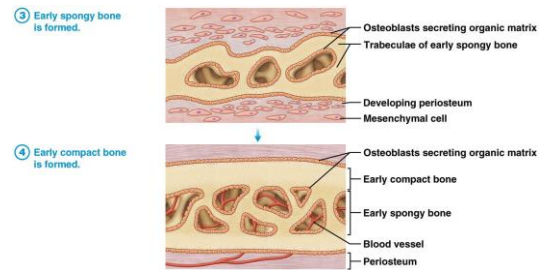 3 Early spongy bone
is formed.
Osteoblasts secreting organic matrix
Trabeculae of early spongy bone
Developing periosteum
Mesenchymal cell
4 Early compact bone
is formed.
Osteoblasts secreting organic matrix
Early compact bone
Early spongy bone
Blood vessel
Periosteum